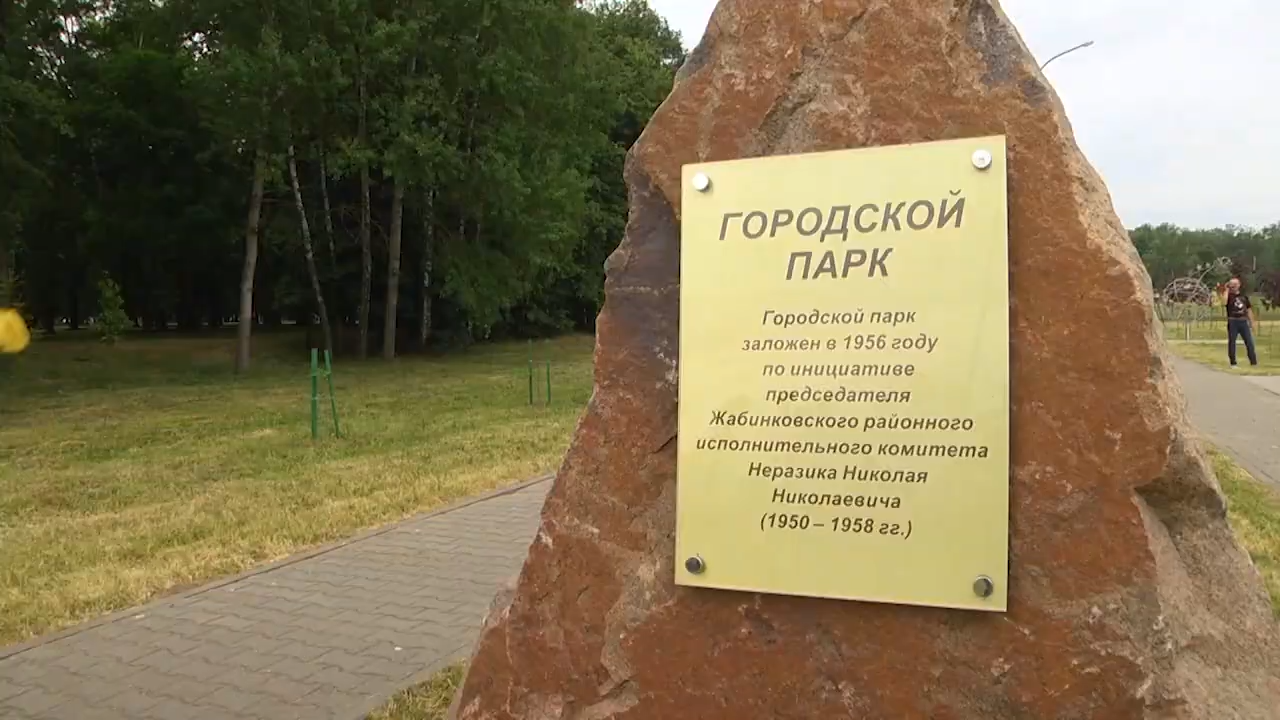 ГОРОДСКОЙ
ПАРК
Городской парк
заложен в 1956 году
по инициативе
председателя
Жабинковского районного
исполнительного комитета
Неразика Николая
Николаевича
(1950 – 1958 гг.)